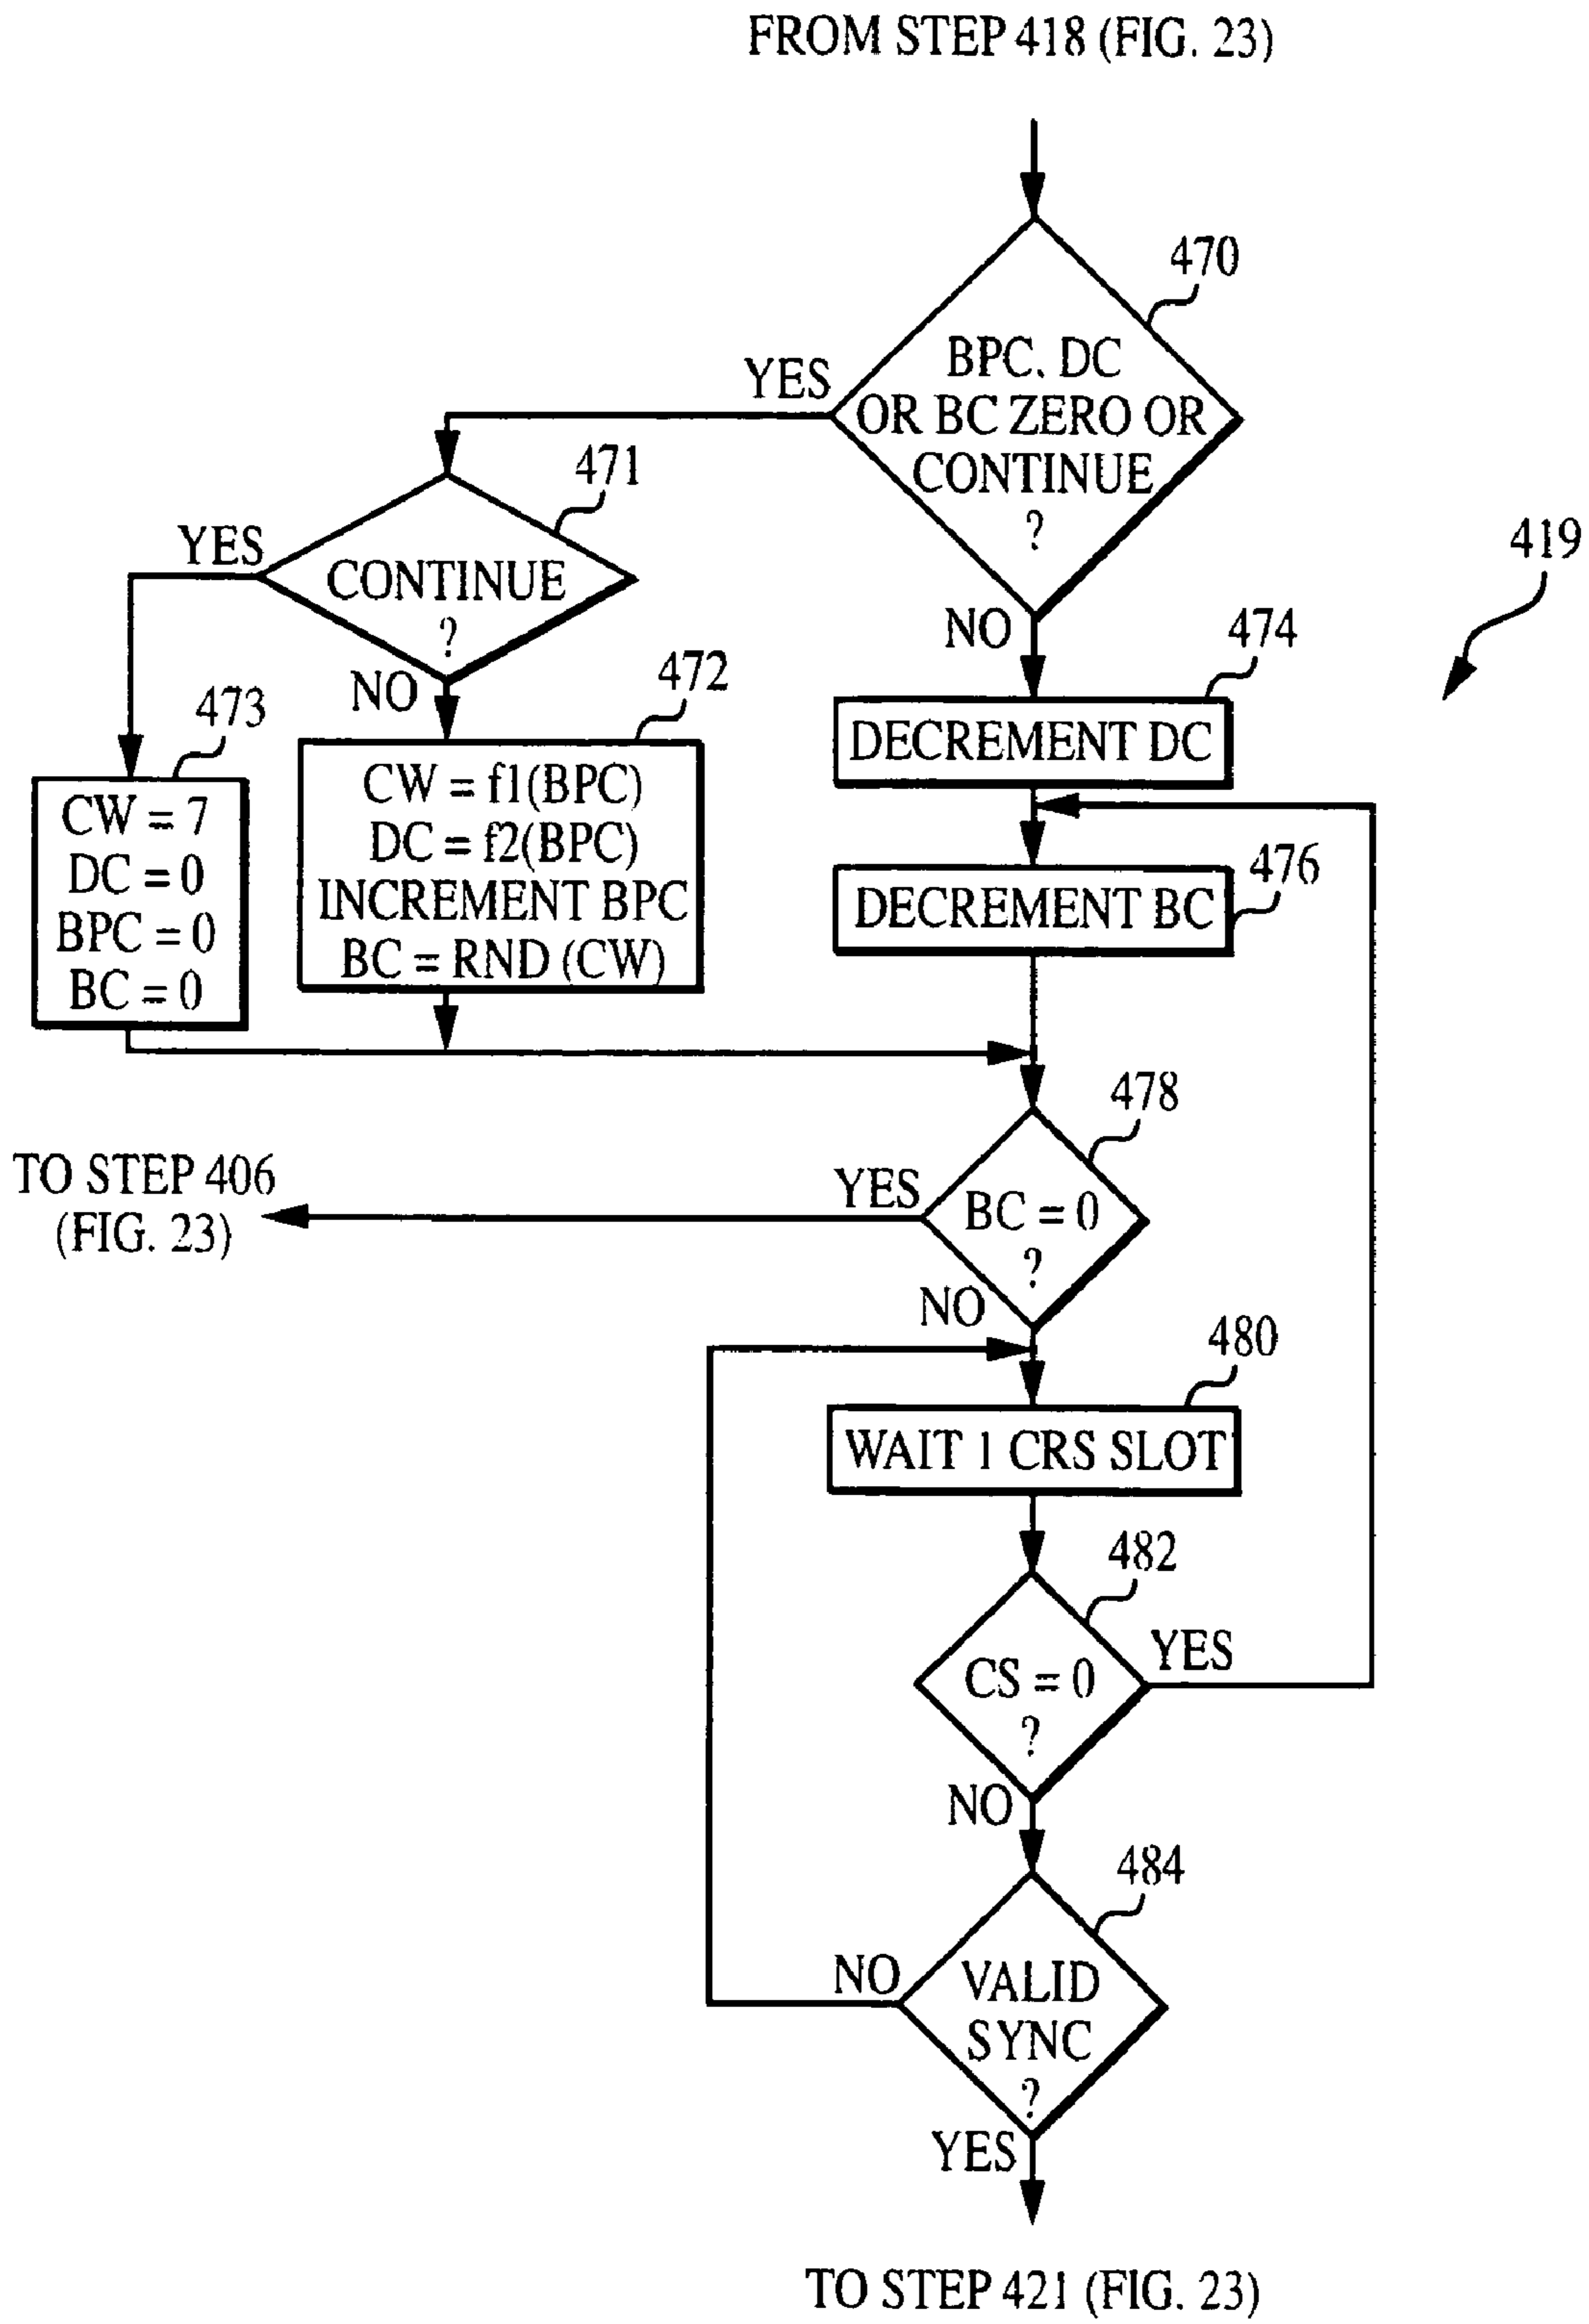 FROM STEP 418 (FIG. 23)
470
BPC. DC
OR BC ZERO OR
CONTINUE
?
YES
NO
471
CONTINUE
?
YES
NO
419
473
CW = 7
DC = 0
BPC = 0
BC = 0
472
CW = f1(BPC)
DC = f2(BPC)
INCREMENT BPC
BC = RND (CW)
474
DECREMENT DC
476
DECREMENT BC
478
BC = 0
?
YES
NO
TO STEP 406
(FIG. 23)
480
WAIT 1 CRS SLOT
482
CS = 0
?
YES
NO
484
VALID
SYNC
?
NO
YES
TO STEP 421 (FIG. 23)